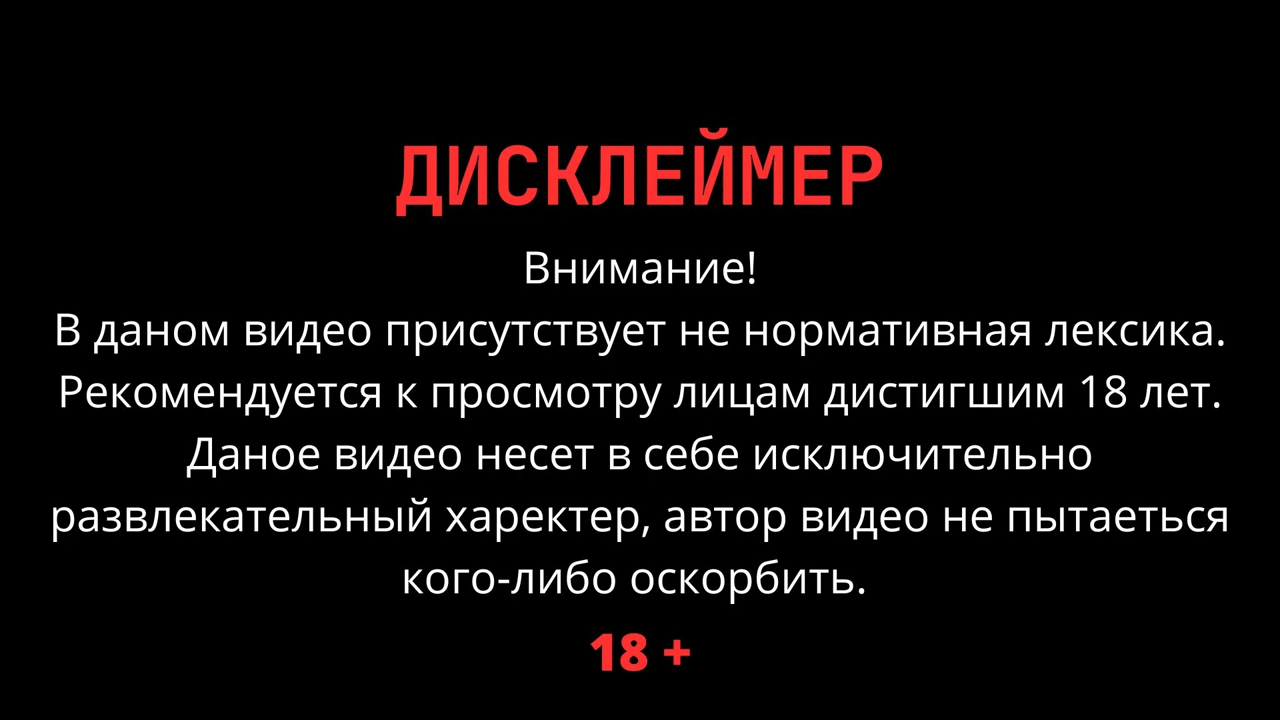 ДИСКЛЕЙМЕР
Внимание!
В даном видео присутствует не нормативная лексика.
Рекомендуется к просмотру лицам дистигшим 18 лет.
Даное видео несет в себе исключительно
развлекательный харектер, автор видео не пытаеться
кого-либо оскорбить.
18 +